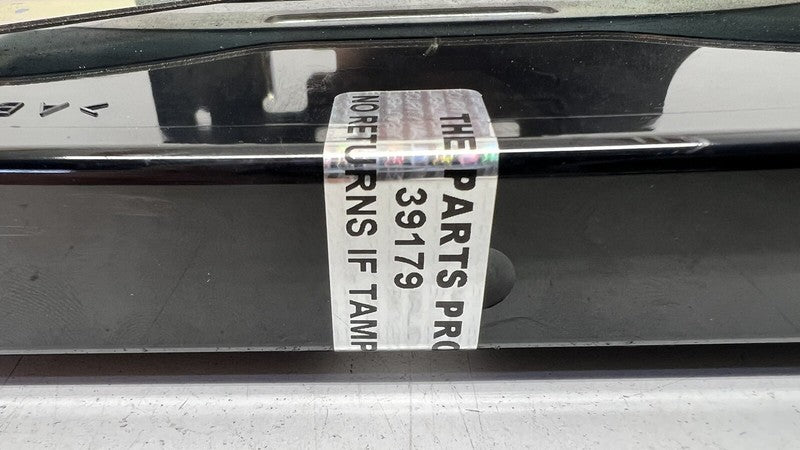 THE PARTS PRO
39179
NO RETURNS IF TAMP